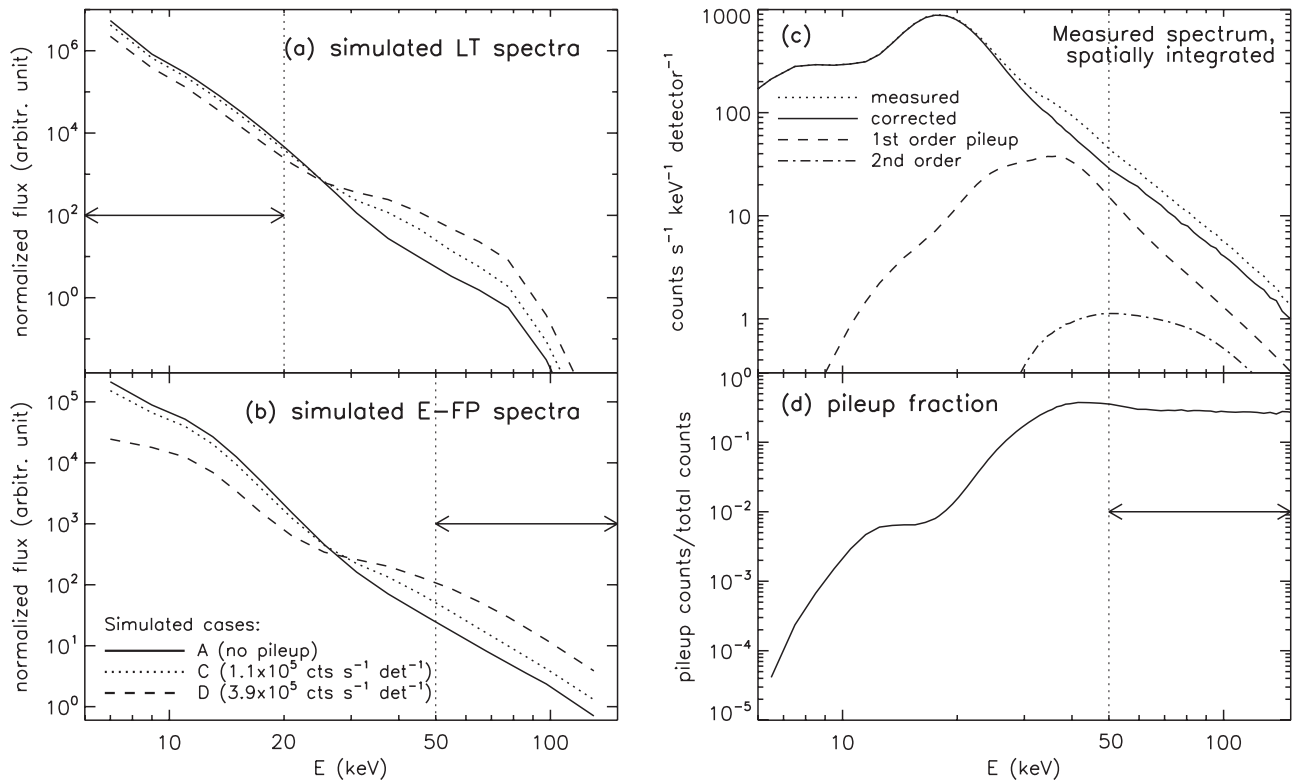 (a) simulated LT spectra
normalized flux (arbitr. unit)
10⁶
10⁴
10²
10⁰
(b) simulated E−FP spectra
normalized flux (arbitr. unit)
10⁵
10⁴
10³
10²
10¹
10⁰
Simulated cases:
A (no pileup)
C (1.1x10⁵ cts s⁻¹ det⁻¹)
D (3.9x10⁵ cts s⁻¹ det⁻¹)
10 50 100
E (keV)
(c)
Measured spectrum,
spatially integrated
measured
corrected
1st order pileup
2nd order
counts s⁻¹ keV⁻¹ detector⁻¹
1000
100
10
1
(d) pileup fraction
pileup counts/total counts
10⁰
10⁻¹
10⁻²
10⁻³
10⁻⁴
10⁻⁵
10 50 100
E (keV)